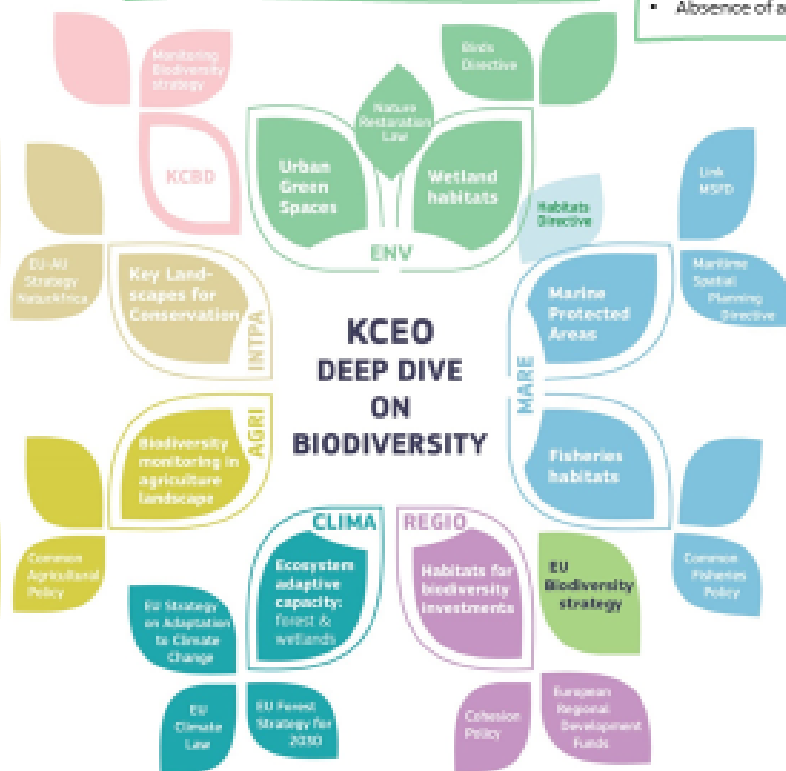 • Absence of a
Monitoring
Biodiversity
strategy
Birds
Directive
Nature
Restoration
Law
KCBD
Urban
Green
Spaces
Wetland
habitats
Link
MSFD
Habitats
Directive
ENV
EU-AU
Strategy
NaturAfrica
Key Land-
scapes for
Conservation
INTPA
Marine
Protected
Areas
Maritime
Spatial
Planning
Directive
KCEO
DEEP DIVE
ON
BIODIVERSITY
MARE
AGRI
Biodiversity
monitoring in
agriculture
landscape
Fisheries
habitats
Common
Agricultural
Policy
CLIMA
REGIO
Ecosystem
adaptive
capacity:
forest &
wetlands
Habitats for
biodiversity
investments
EU
Biodiversity
strategy
Common
Fisheries
Policy
EU Strategy
on Adaptation
to Climate
Change
EU
Climate
Law
EU Forest
Strategy for
2030
Cohesion
Policy
European
Regional
Development
Funds